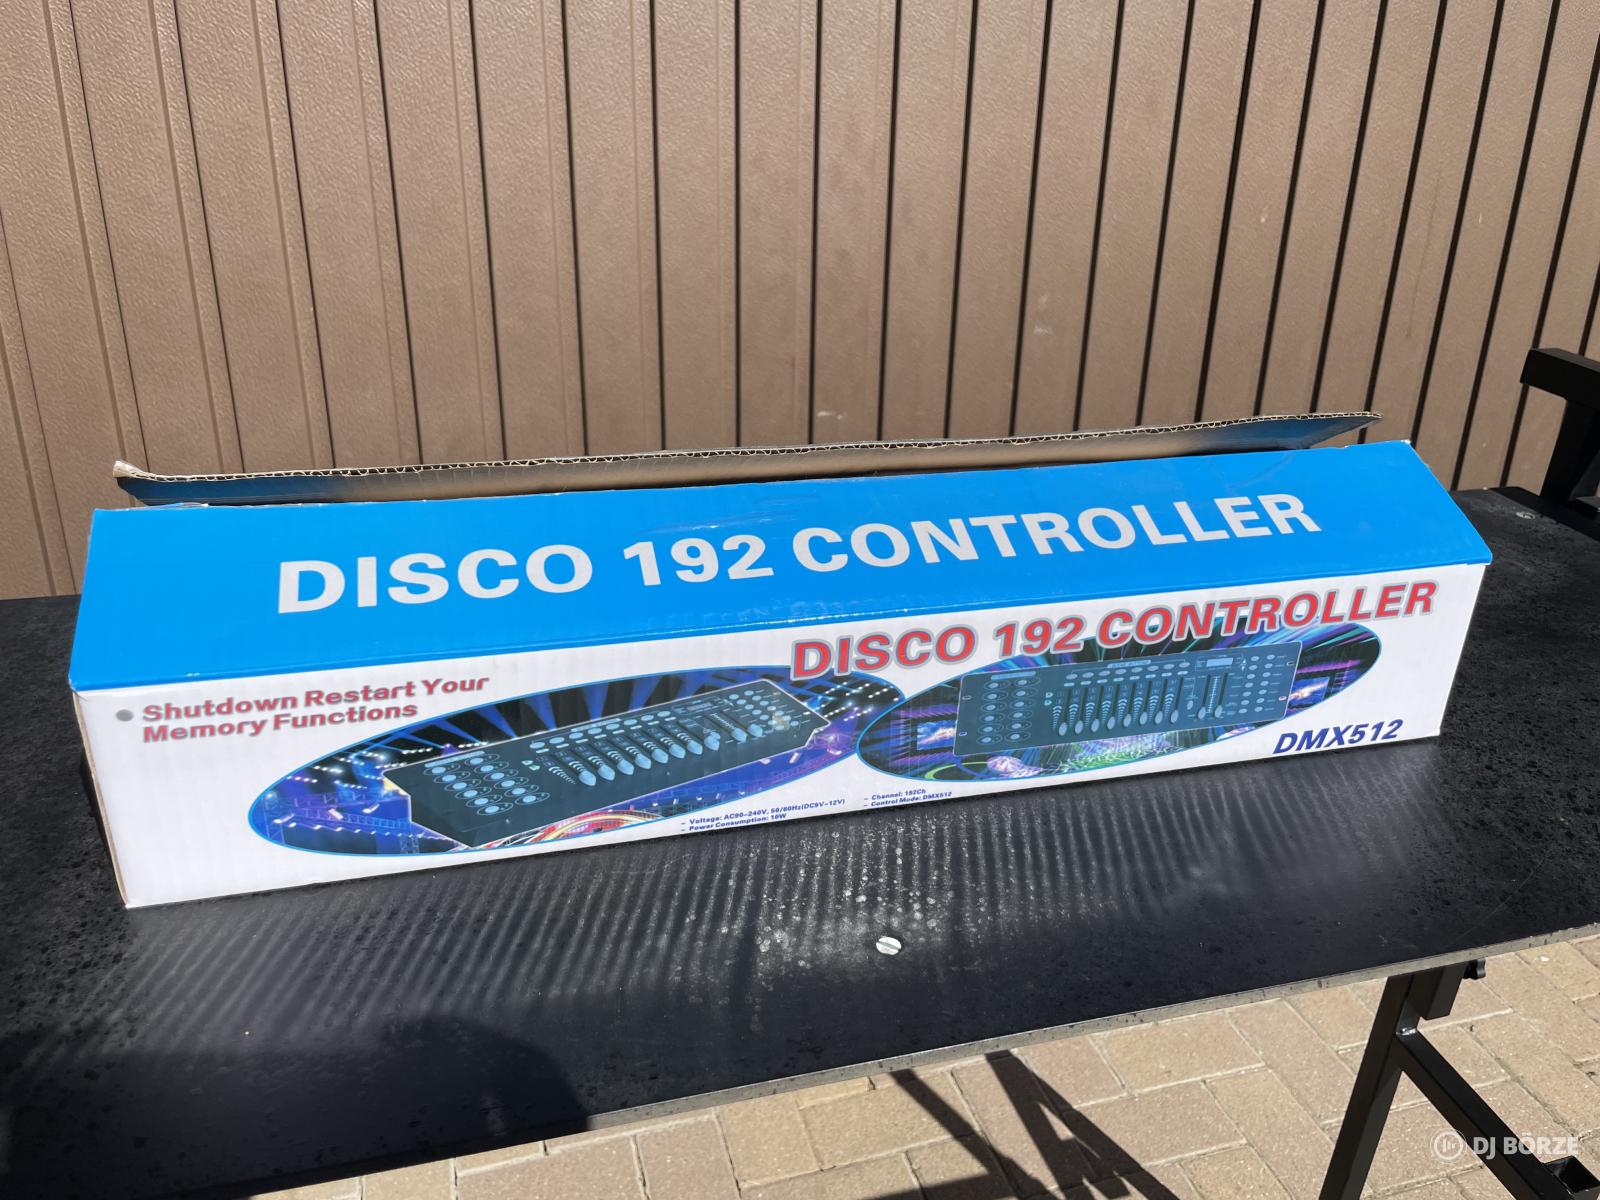 DISCO 192 CONTROLLER
DISCO 192 CONTROLLER
Shutdown Restart Your
Memory Functions
DMX512
- Voltage: AC90~240V, 50/60Hz(DC9V~12V)
- Power Consumption: 10W
- Channel: 192Ch
- Control Mode: DMX512
DJ BÖRZE